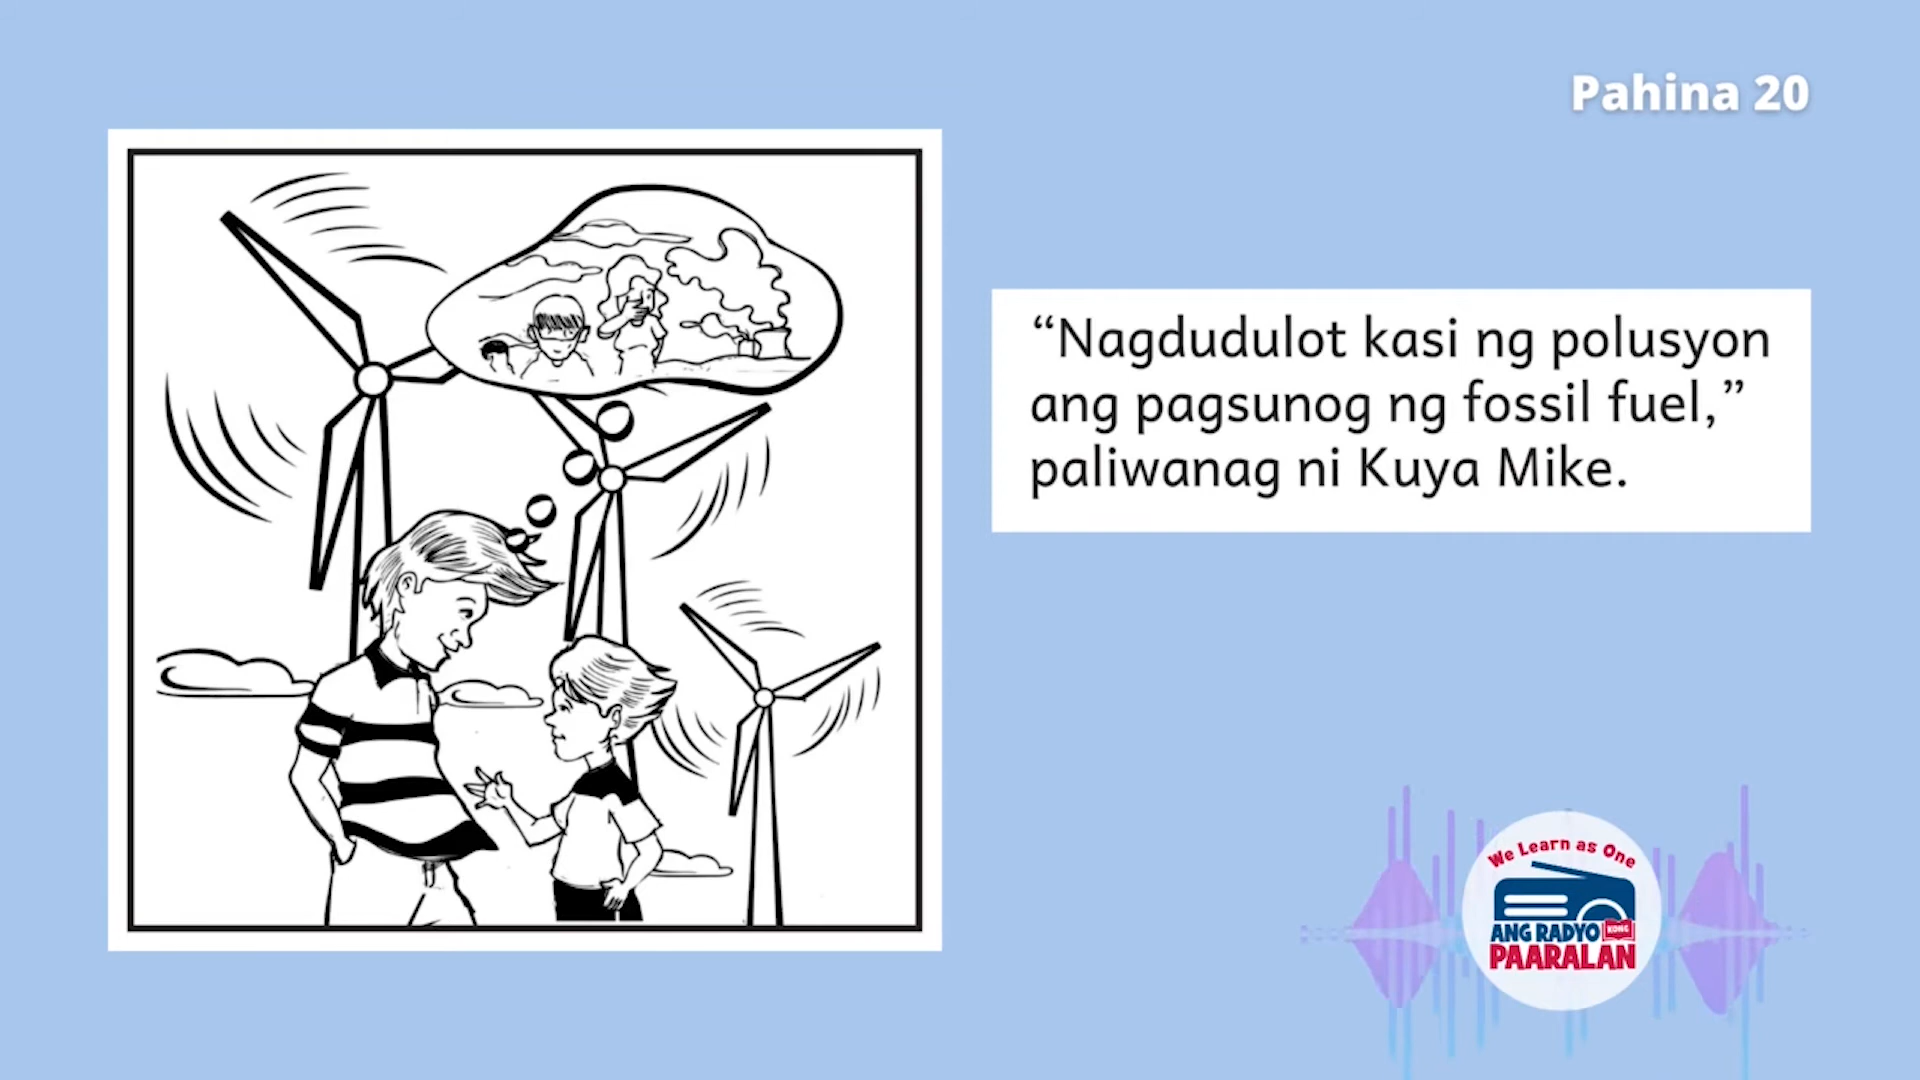 Pahina 20
“Nagdudulot kasi ng polusyon
ang pagsunog ng fossil fuel,”
paliwanag ni Kuya Mike.
We Learn as One
ANG RADYO KONG
PAARALAN